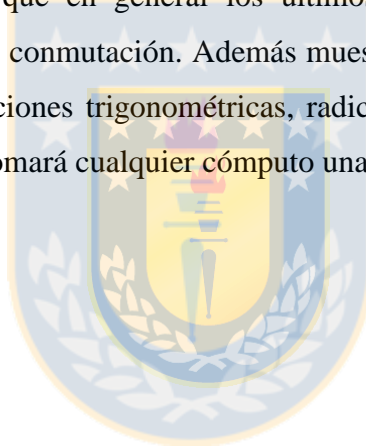 que en general los últimos
conmutación. Además mues
ciones trigonométricas, radic
omará cualquier cómputo una